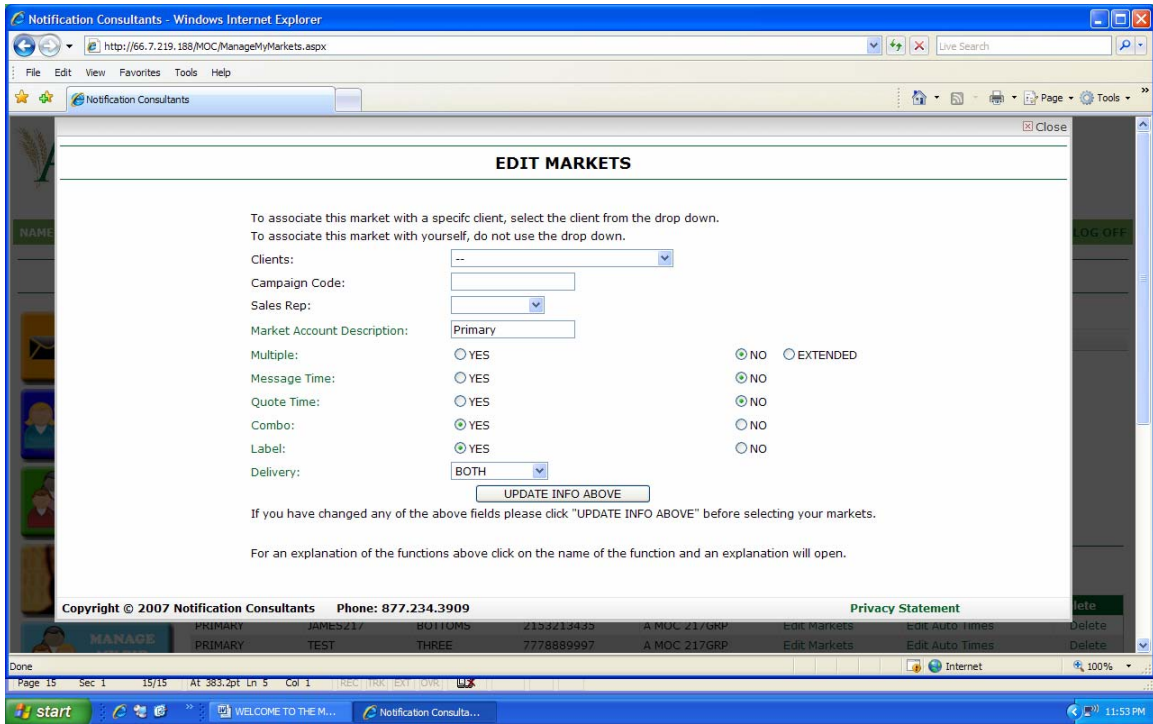 Notification Consultants - Windows Internet Explorer
http://66.7.219.188/MOC/ManageMyMarkets.aspx Live Search
File Edit View Favorites Tools Help
Notification Consultants Page Tools »
Close
EDIT MARKETS
To associate this market with a specifc client, select the client from the drop down.
To associate this market with yourself, do not use the drop down.
NAME LOG OFF
Clients: --
Campaign Code:
Sales Rep:
Market Account Description: Primary
Multiple: YES NO EXTENDED
Message Time: YES NO
Quote Time: YES NO
Combo: YES NO
Label: YES NO
Delivery: BOTH
UPDATE INFO ABOVE
If you have changed any of the above fields please click "UPDATE INFO ABOVE" before selecting your markets.
For an explanation of the functions above click on the name of the function and an explanation will open.
Copyright © 2007 Notification Consultants Phone: 877.234.3909 Privacy Statement lete
PRIMARY JAMES217 BOTTOMS 2153213435 A MOC 217GRP Edit Markets Edit Auto Times Delete
MANAGE
PRIMARY TEST THREE 7778889997 A MOC 217GRP Edit Markets Edit Auto Times Delete
Done Internet 100%
Page 15 Sec 1 15/15 At 383.2pt Ln 5 Col 1 REC TRK EXT OVR
start » WELCOME TO THE M... Notification Consulta... 11:53 PM